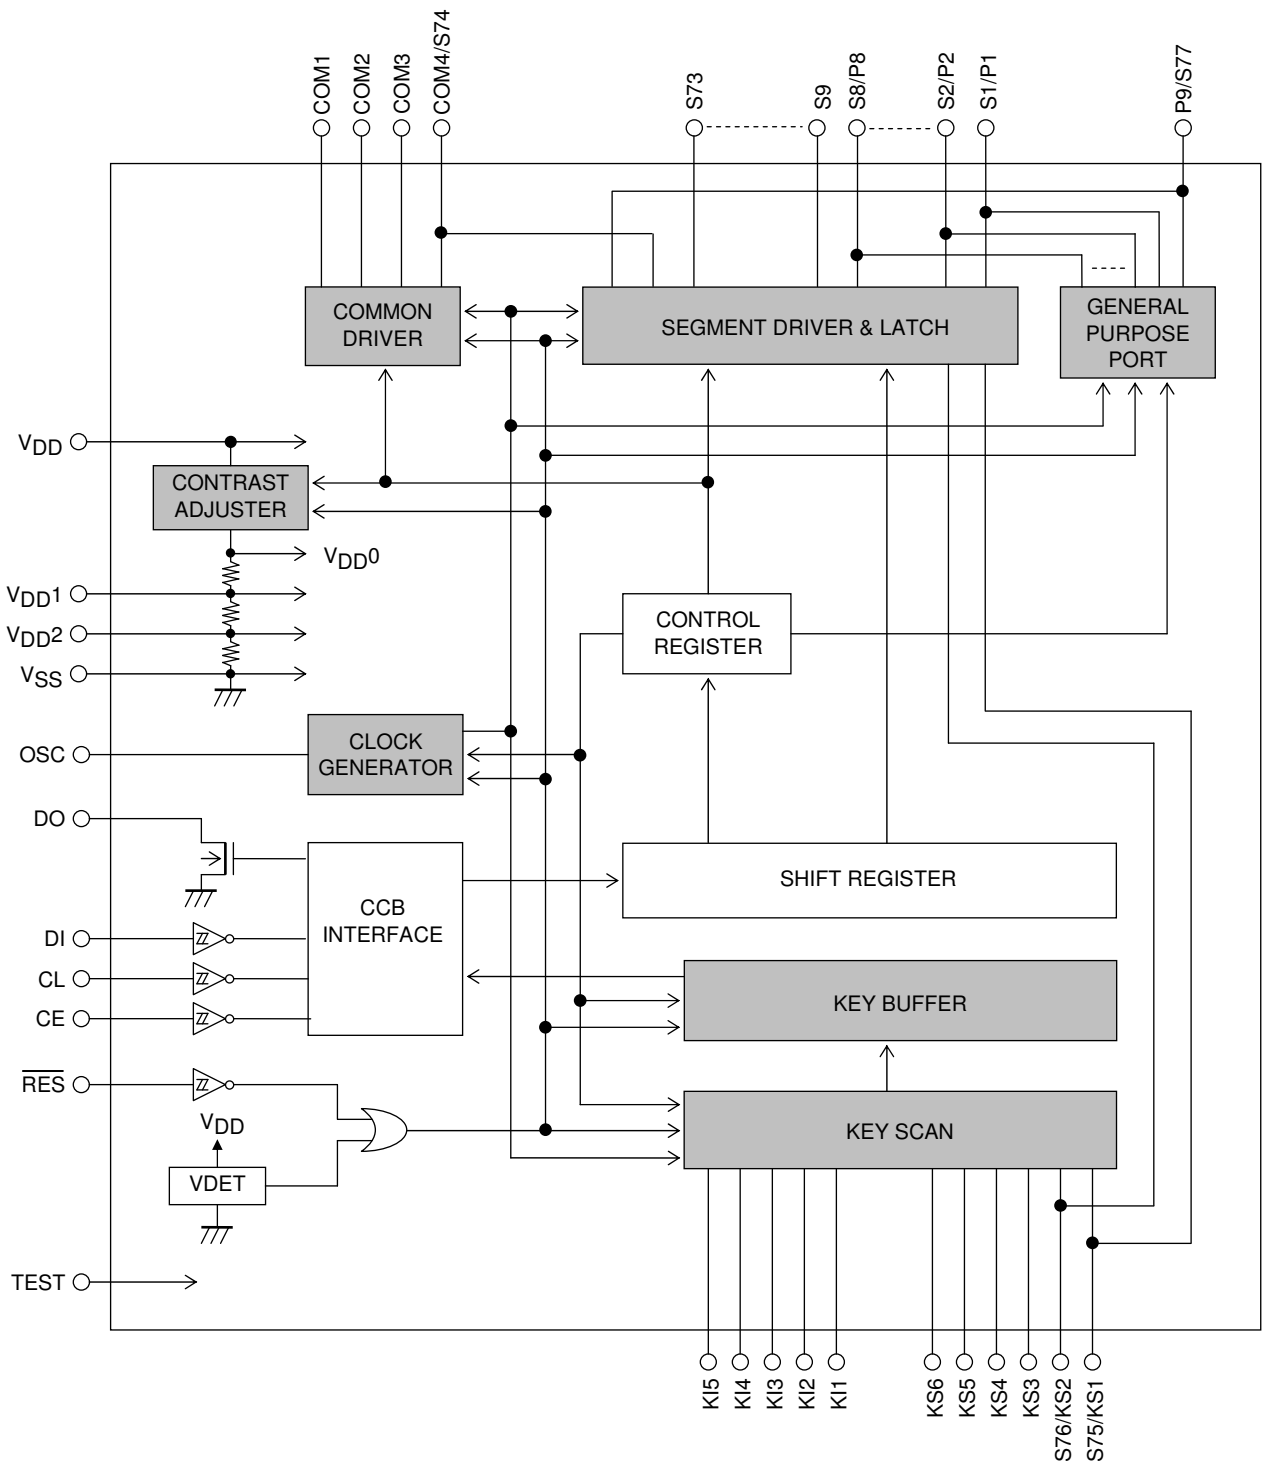 COM1
COM2
COM3
COM4/S74
S73
S9
S8/P8
S2/P2
S1/P1
P9/S77
COMMON
DRIVER
SEGMENT DRIVER & LATCH
GENERAL
PURPOSE
PORT
VDD
CONTRAST
ADJUSTER
VDD0
VDD1
VDD2
VSS
CONTROL
REGISTER
OSC
CLOCK
GENERATOR
DO
CCB
INTERFACE
SHIFT REGISTER
DI
CL
CE
KEY BUFFER
RES
VDD
VDET
KEY SCAN
TEST
KI5
KI4
KI3
KI2
KI1
KS6
KS5
KS4
KS3
S76/KS2
S75/KS1